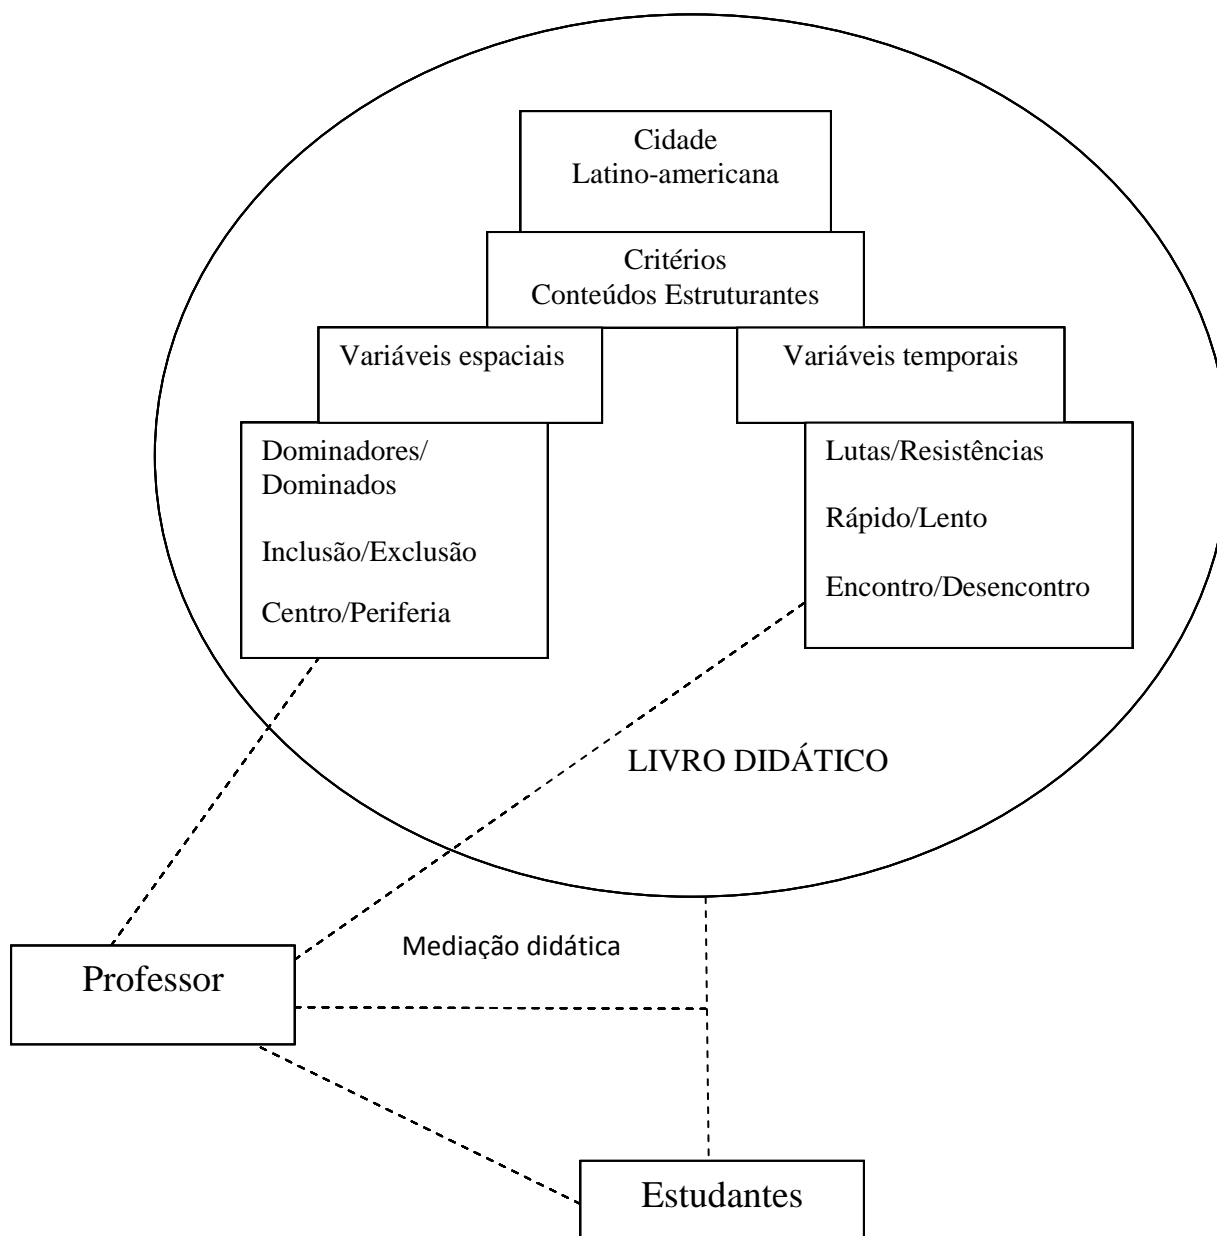 Cidade
Latino-americana
Critérios
Conteúdos Estruturantes
Variáveis espaciais
Variáveis temporais
Dominadores/
Dominados
Inclusão/Exclusão
Centro/Periferia
Lutas/Resistências
Rápido/Lento
Encontro/Desencontro
LIVRO DIDÁTICO
Mediação didática
Professor
Estudantes